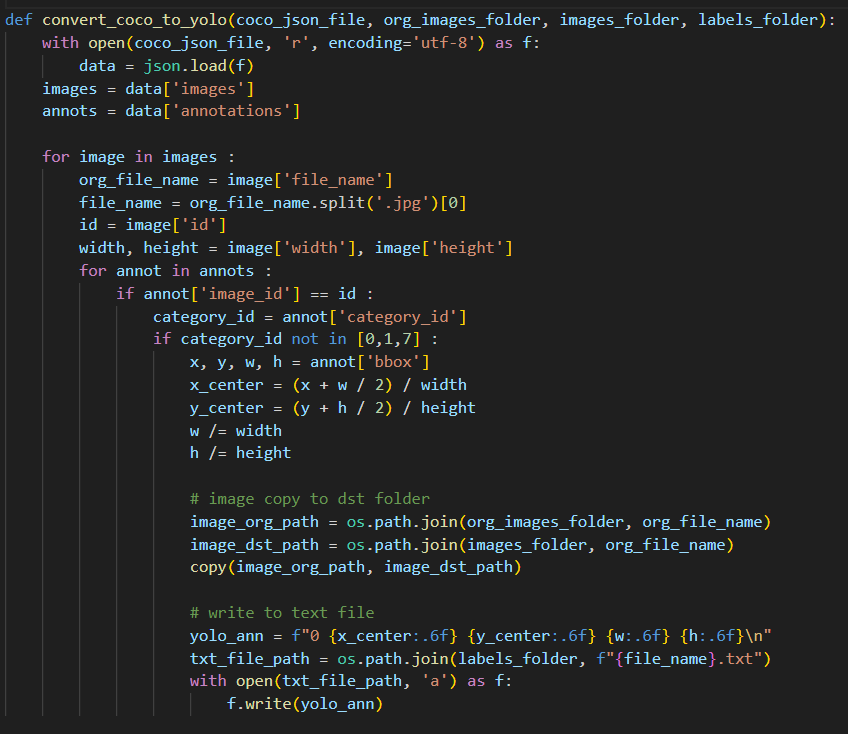 def convert_coco_to_yolo(coco_json_file, org_images_folder, images_folder, labels_folder):
    with open(coco_json_file, 'r', encoding='utf-8') as f:
        data = json.load(f)
    images = data['images']
    annots = data['annotations']

    for image in images :
        org_file_name = image['file_name']
        file_name = org_file_name.split('.jpg')[0]
        id = image['id']
        width, height = image['width'], image['height']
        for annot in annots :
            if annot['image_id'] == id :
                category_id = annot['category_id']
                if category_id not in [0,1,7] :
                    x, y, w, h = annot['bbox']
                    x_center = (x + w / 2) / width
                    y_center = (y + h / 2) / height
                    w /= width
                    h /= height

                    # image copy to dst folder
                    image_org_path = os.path.join(org_images_folder, org_file_name)
                    image_dst_path = os.path.join(images_folder, org_file_name)
                    copy(image_org_path, image_dst_path)

                    # write to text file
                    yolo_ann = f"0 {x_center:.6f} {y_center:.6f} {w:.6f} {h:.6f}\n"
                    txt_file_path = os.path.join(labels_folder, f"{file_name}.txt")
                    with open(txt_file_path, 'a') as f:
                        f.write(yolo_ann)